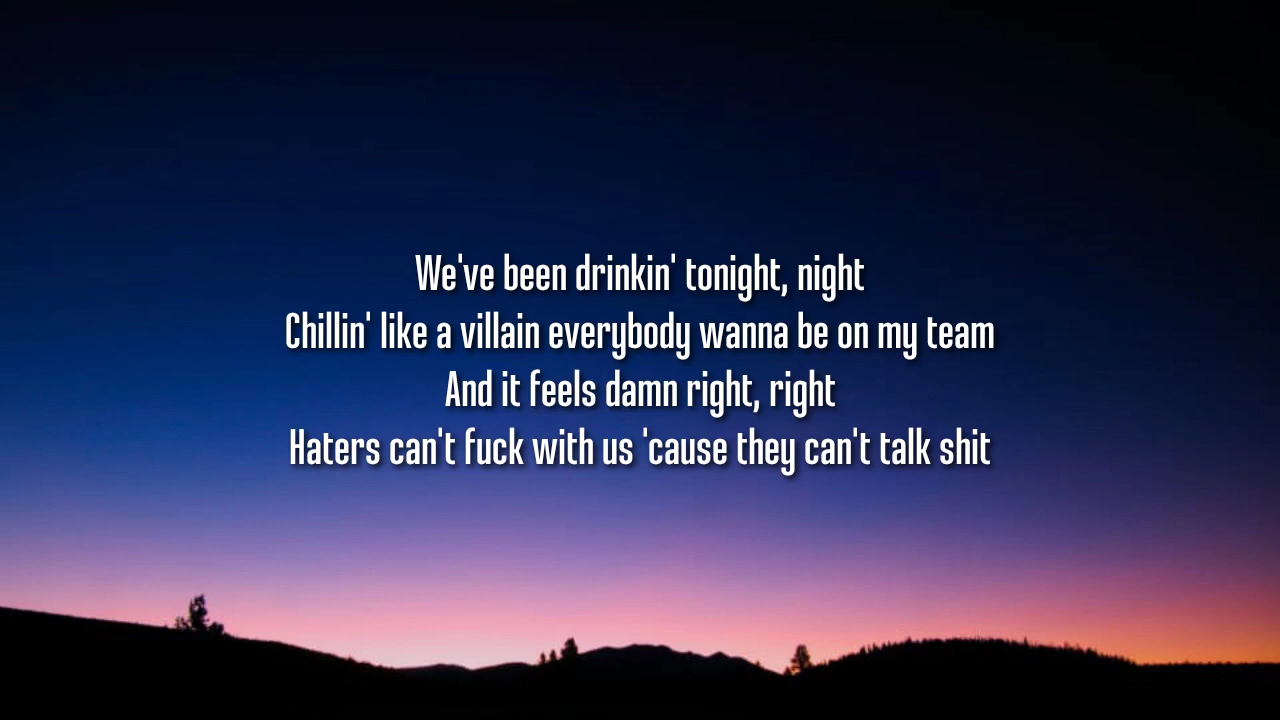 We've been drinkin' tonight, night
Chillin' like a villain everybody wanna be on my team
And it feels damn right, right
Haters can't fuck with us 'cause they can't talk shit